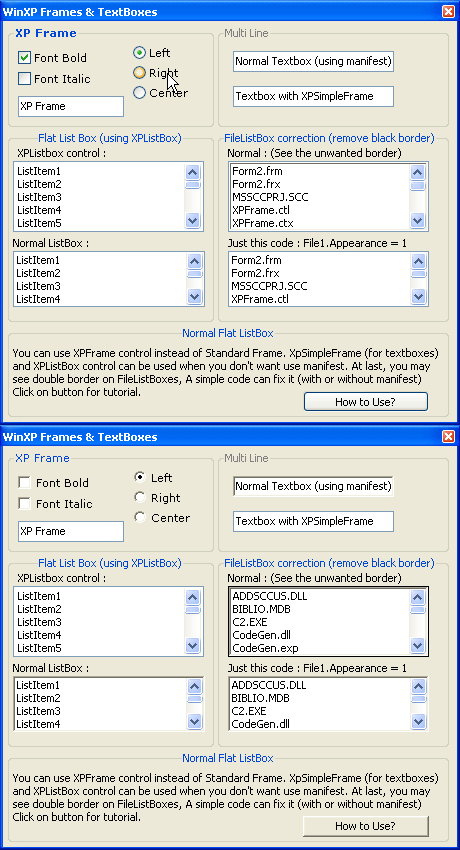 WinXP Frames & TextBoxes
XP Frame
Font Bold
Font Italic
XP Frame
Left
Right
Center
Multi Line
Normal Textbox (using manifest)
Textbox with XPSimpleFrame
Flat List Box (using XPListBox)
XPListbox control :
ListItem1
ListItem2
ListItem3
ListItem4
ListItem5
Normal ListBox :
ListItem1
ListItem2
ListItem3
ListItem4
FileListBox correction (remove black border)
Normal : (See the unwanted border)
Form2.frm
Form2.frx
MSSCCPRJ.SCC
XPFrame.ctl
XPFrame.ctx
Just this code : File1.Appearance = 1
Form2.frm
Form2.frx
MSSCCPRJ.SCC
XPFrame.ctl
Normal Flat ListBox
You can use XPFrame control instead of Standard Frame. XpSimpleFrame (for textboxes)
and XPListBox control can be used when you don't want use manifest. At last, you may
see double border on FileListBoxes, A simple code can fix it (with or without manifest)
Click on button for tutorial.
How to Use?
WinXP Frames & TextBoxes
XP Frame
Font Bold
Font Italic
XP Frame
Left
Right
Center
Multi Line
Normal Textbox (using manifest)
Textbox with XPSimpleFrame
Flat List Box (using XPListBox)
XPListbox control :
ListItem1
ListItem2
ListItem3
ListItem4
ListItem5
Normal ListBox :
ListItem1
ListItem2
ListItem3
ListItem4
FileListBox correction (remove black border)
Normal : (See the unwanted border)
ADDSCCUS.DLL
BIBLIO.MDB
C2.EXE
CodeGen.dll
CodeGen.exp
Just this code : File1.Appearance = 1
ADDSCCUS.DLL
BIBLIO.MDB
C2.EXE
CodeGen.dll
Normal Flat ListBox
You can use XPFrame control instead of Standard Frame. XpSimpleFrame (for textboxes)
and XPListBox control can be used when you don't want use manifest. At last, you may
see double border on FileListBoxes, A simple code can fix it (with or without manifest)
Click on button for tutorial.
How to Use?